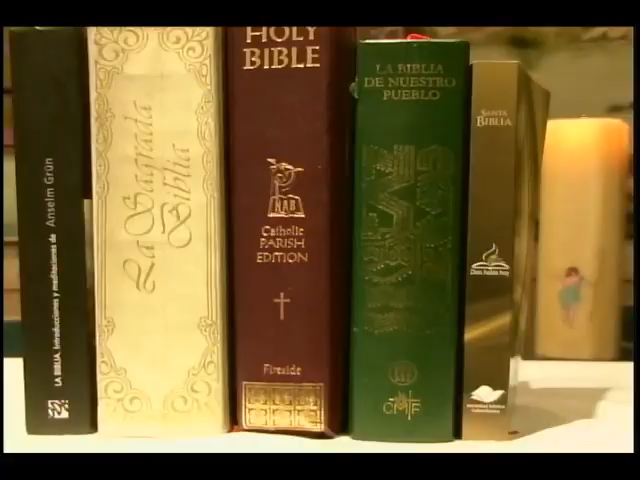 LA BIBLIA. Introducciones y meditaciones de Anselm Grün
La Sagrada
Biblia
HOLY
BIBLE
NAB
Catholic
PARISH
EDITION
Fireside
LA BIBLIA
DE NUESTRO
PUEBLO
SANTA
BIBLIA
Dios habla hoy